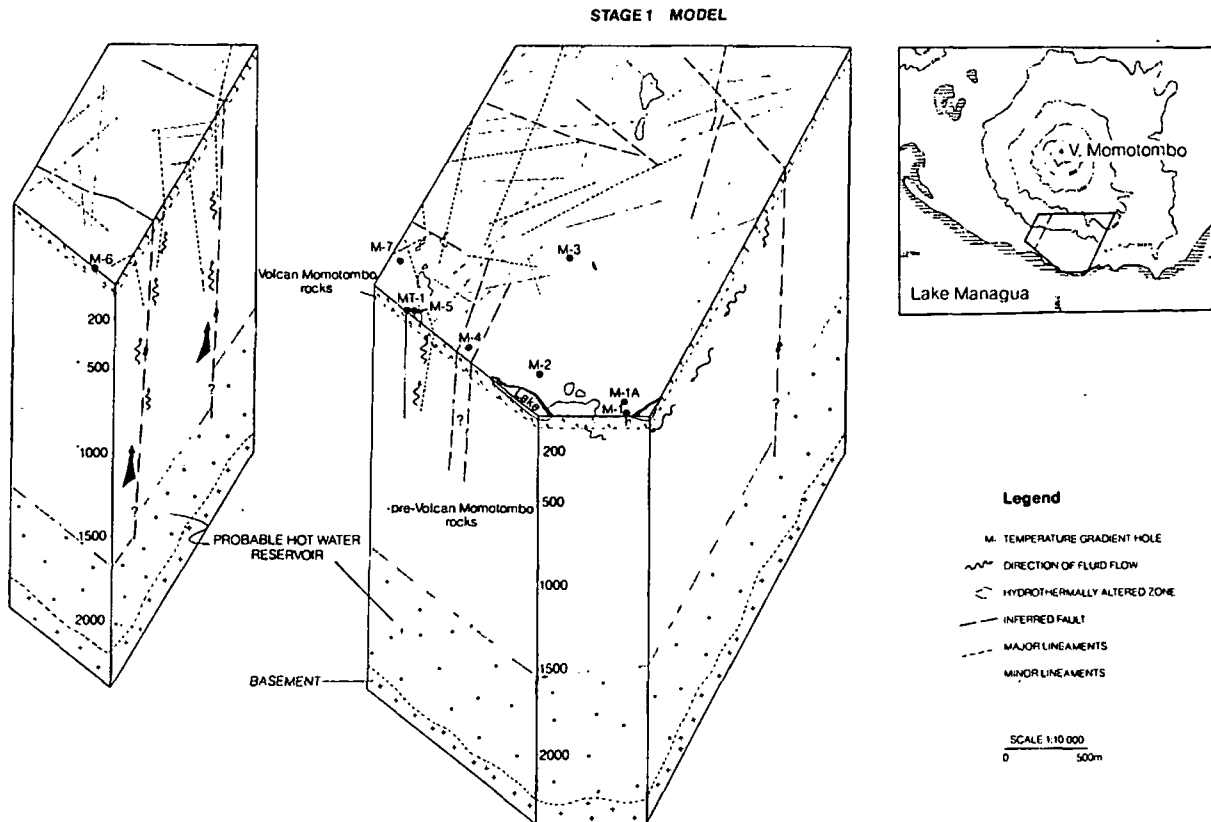 STAGE 1 MODEL
M-6
200
500
1000
1500
2000
?
?
Volcan Momotombo
rocks
M-7
MT-1
M-5
M-4
M-3
M-2
Lake
M-1A
M-1
?
?
200
500
1000
1500
2000
-pre-Volcan Momotombo
rocks
PROBABLE HOT WATER
RESERVOIR
BASEMENT
V. Momotombo
Lake Managua
Legend
M- TEMPERATURE GRADIENT HOLE
DIRECTION OF FLUID FLOW
HYDROTHERMALLY ALTERED ZONE
INFERRED FAULT
MAJOR LINEAMENTS
MINOR LINEAMENTS
SCALE 1:10 000
0 500m